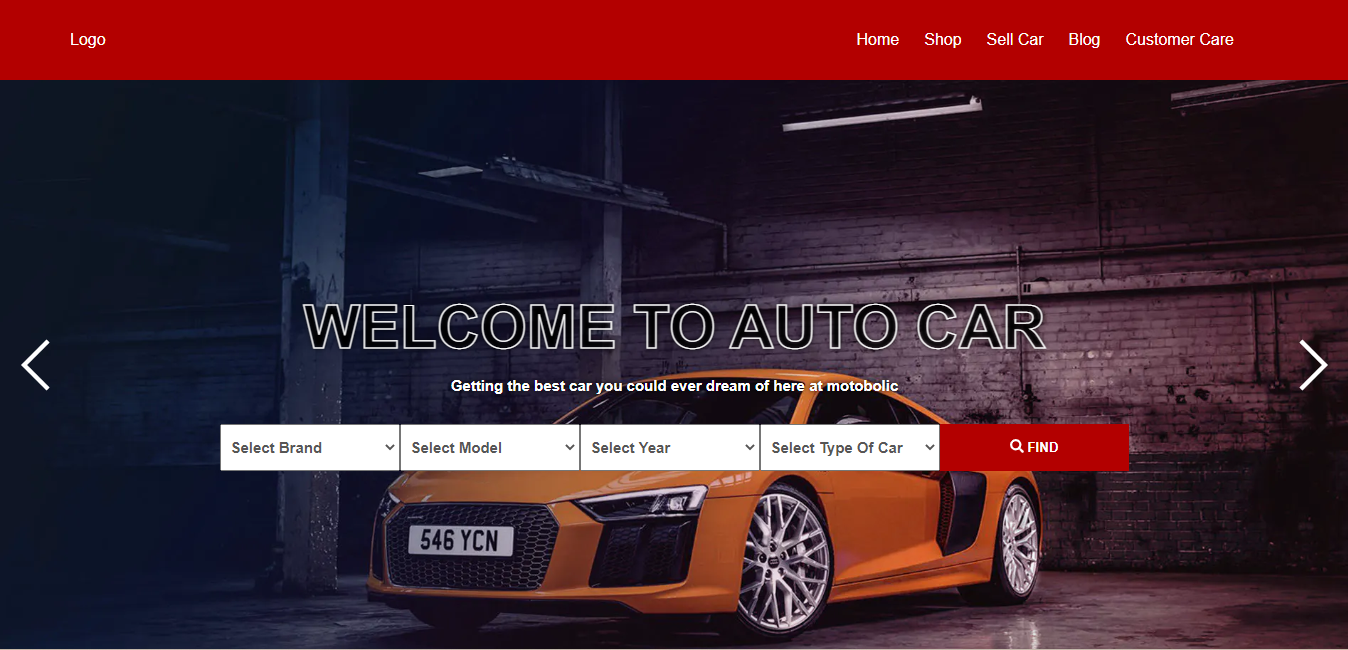 Logo Home Shop Sell Car Blog Customer Care
WELCOME TO AUTO CAR
Getting the best car you could ever dream of here at motobolic
Select Brand Select Model Select Year Select Type Of Car FIND
546 YCN